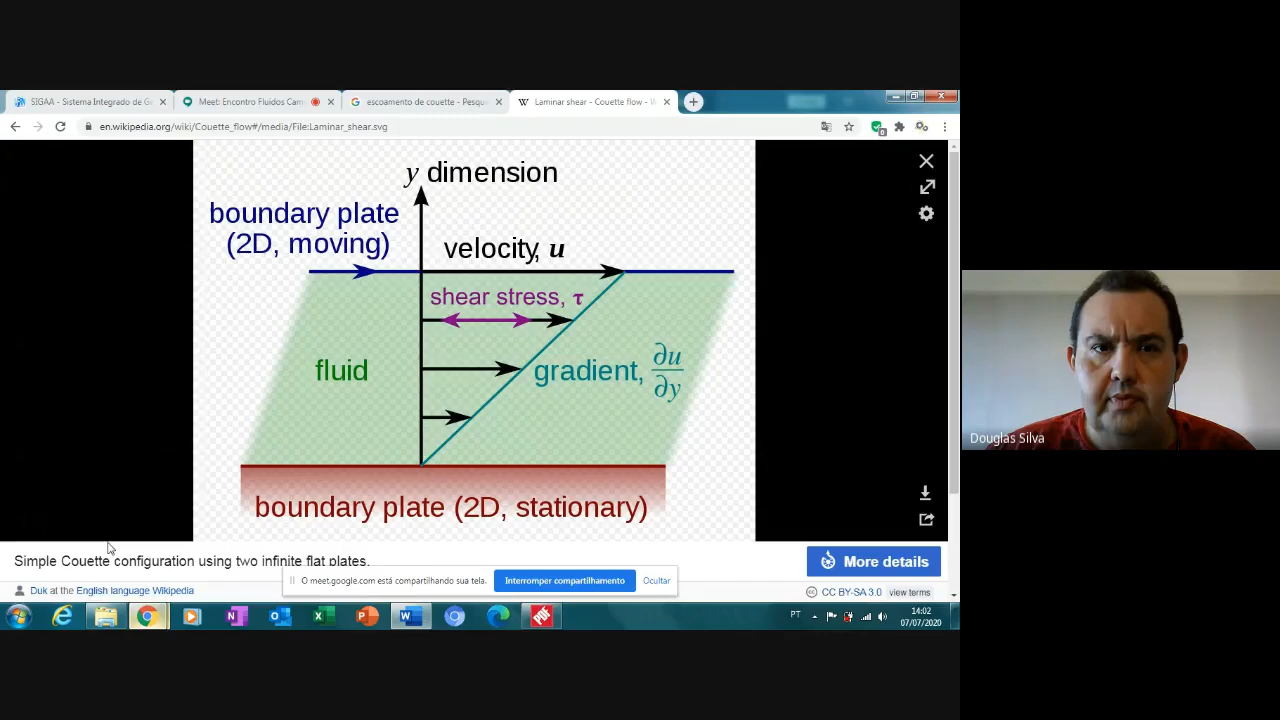 SIGAA - Sistema Integrado de Ge
Meet: Encontro Fluidos Cam
escoamento de couette - Pesque
Laminar shear - Couette flow - W
en.wikipedia.org/wiki/Couette_flow#/media/File:Laminar_shear.svg
y dimension
boundary plate
(2D, moving)
velocity, u
shear stress, τ
fluid
gradient, ∂u/∂y
boundary plate (2D, stationary)
Douglas Silva
Simple Couette configuration using two infinite flat plates.
More details
O meet.google.com está compartilhando sua tela.
Interromper compartilhamento
Ocultar
Duk at the English language Wikipedia
CC BY-SA 3.0
view terms
PT
14:02
07/07/2020